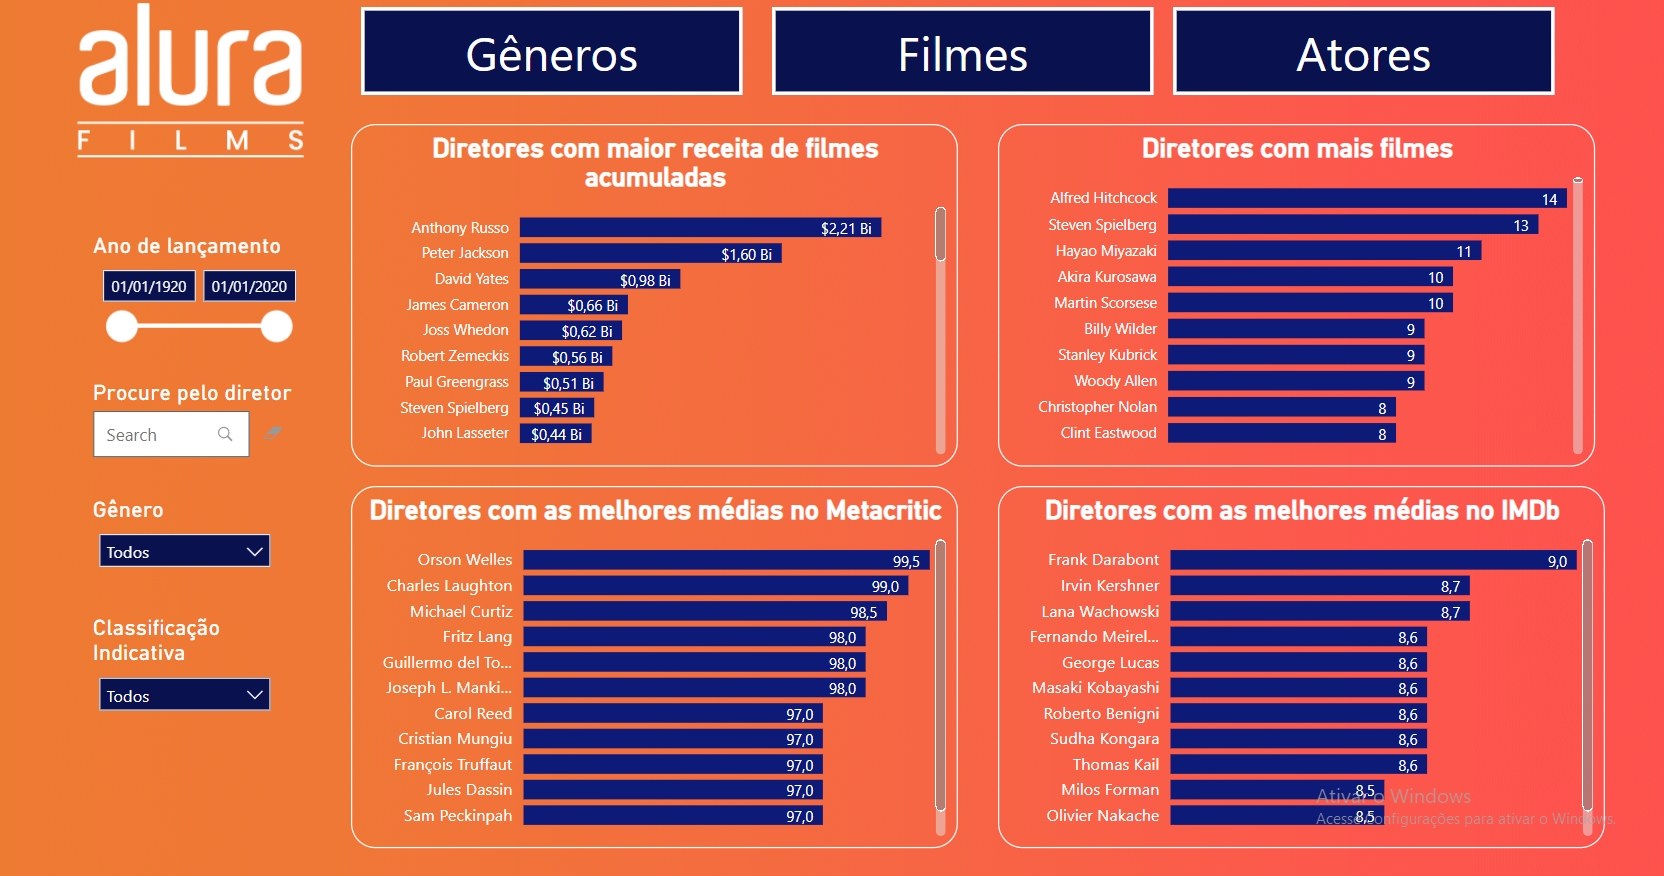 alura
FILMS
Gêneros
Filmes
Atores
Ano de lançamento
01/01/1920
01/01/2020
Procure pelo diretor
Search
Gênero
Todos
Classificação
Indicativa
Todos
Diretores com maior receita de filmes
acumuladas
Anthony Russo $2,21 Bi
Peter Jackson $1,60 Bi
David Yates $0,98 Bi
James Cameron $0,66 Bi
Joss Whedon $0,62 Bi
Robert Zemeckis $0,56 Bi
Paul Greengrass $0,51 Bi
Steven Spielberg $0,45 Bi
John Lasseter $0,44 Bi
Diretores com mais filmes
Alfred Hitchcock 14
Steven Spielberg 13
Hayao Miyazaki 11
Akira Kurosawa 10
Martin Scorsese 10
Billy Wilder 9
Stanley Kubrick 9
Woody Allen 9
Christopher Nolan 8
Clint Eastwood 8
Diretores com as melhores médias no Metacritic
Orson Welles 99,5
Charles Laughton 99,0
Michael Curtiz 98,5
Fritz Lang 98,0
Guillermo del To... 98,0
Joseph L. Manki... 98,0
Carol Reed 97,0
Cristian Mungiu 97,0
François Truffaut 97,0
Jules Dassin 97,0
Sam Peckinpah 97,0
Diretores com as melhores médias no IMDb
Frank Darabont 9,0
Irvin Kershner 8,7
Lana Wachowski 8,7
Fernando Meirel... 8,6
George Lucas 8,6
Masaki Kobayashi 8,6
Roberto Benigni 8,6
Sudha Kongara 8,6
Thomas Kail 8,6
Milos Forman 8,5
Olivier Nakache 8,5
Ativar o Windows
Acesse Configurações para ativar o Windows.